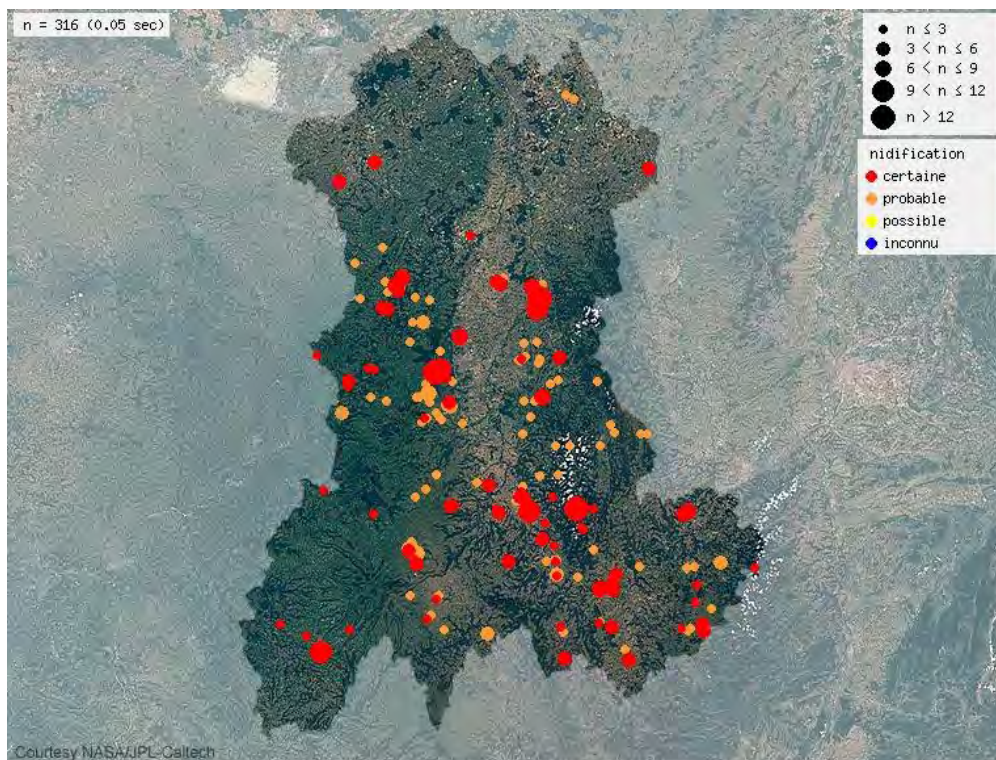 n = 316 (0.05 sec)
n ≤ 3
3 < n ≤ 6
6 < n ≤ 9
9 < n ≤ 12
n > 12
nidification
certaine
probable
possible
inconnu
Courtesy NASA/JPL-Caltech